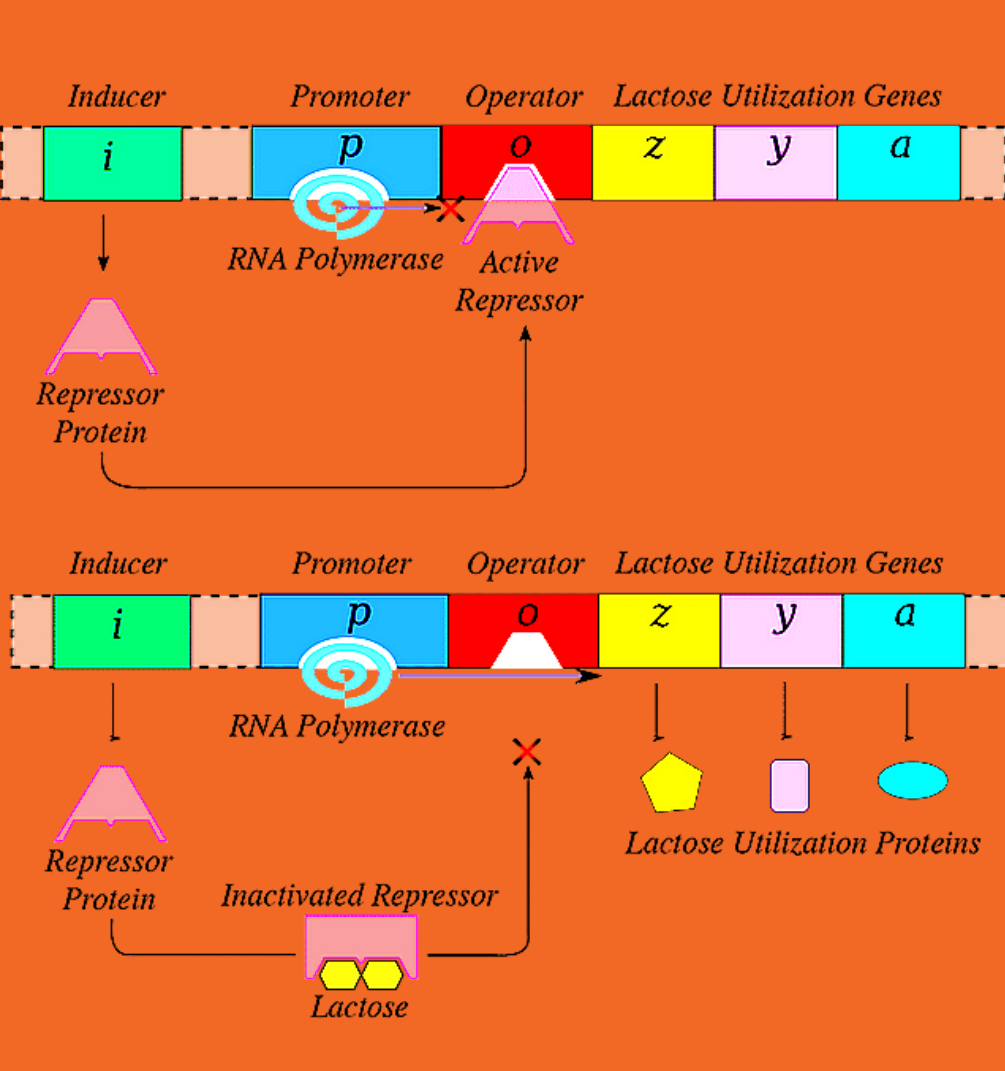 Inducer Promoter Operator Lactose Utilization Genes
i p o z y a
RNA Polymerase
Active
Repressor
Repressor
Protein
Inducer Promoter Operator Lactose Utilization Genes
i p o z y a
RNA Polymerase
Lactose Utilization Proteins
Repressor
Protein
Inactivated Repressor
Lactose